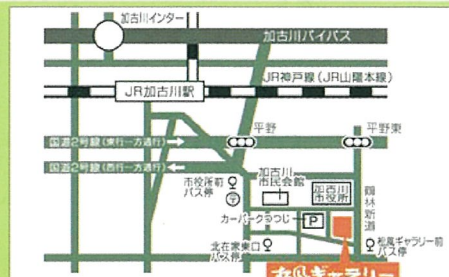 加古川インター
加古川バイパス
JR神戸線(JR山陽本線)
JR加古川駅
平野
平野東
国道2号線(東行一方通行)
国道2号線(西行一方通行)
加古川
市民会館
加古川
市役所
鶴林新道
市役所前
バス停
カーパークつつじ
P
北在家東口
バス停
松風ギャラリー前
バス停
ギャラリー